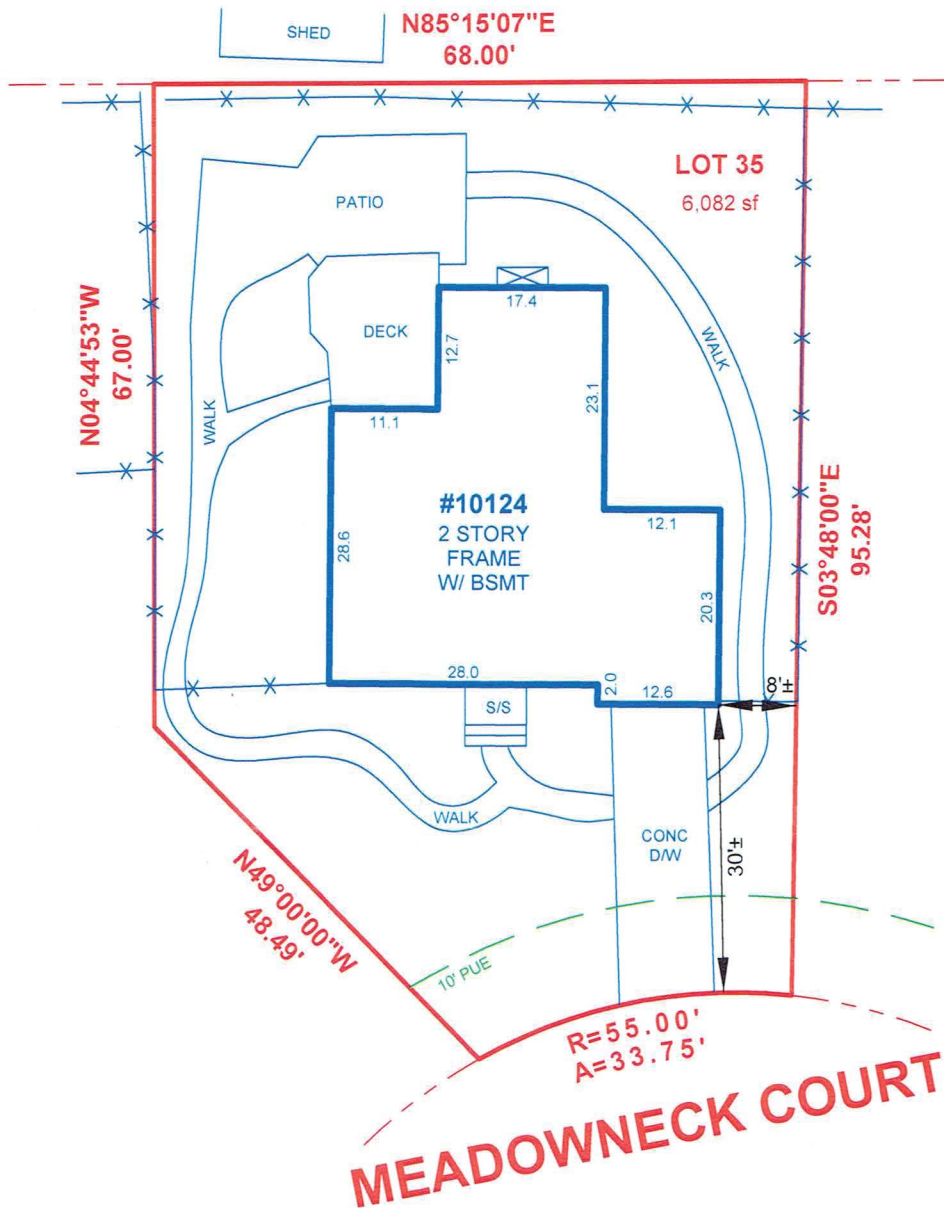 SHED
N85°15'07"E
68.00'
LOT 35
6,082 sf
PATIO
17.4
DECK
12.7
WALK
N04°44'53"W
67.00'
WALK
11.1
23.1
#10124
2 STORY
FRAME
W/ BSMT
12.1
28.6
S03°48'00"E
95.28'
20.3
28.0
2.0
12.6
8'±
S/S
WALK
CONC
D/W
30'±
N49°00'00"W
48.49'
10' PUE
R=55.00'
A=33.75'
MEADOWNECK COURT